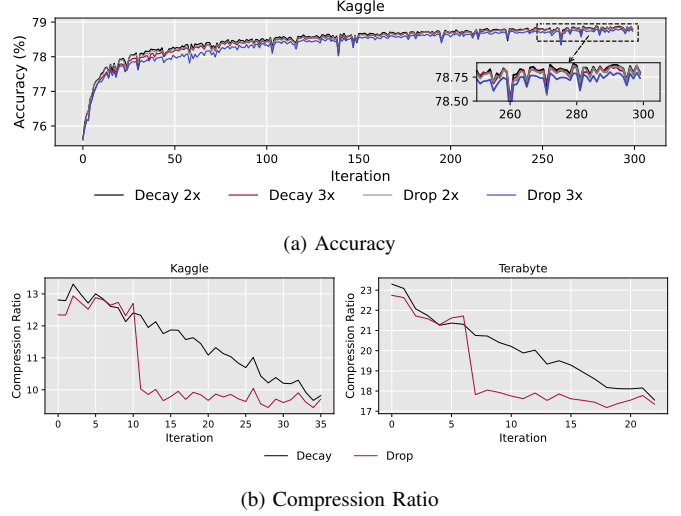 Kaggle
Accuracy (%)
79
78
77
76
78.75
78.50
260
280
300
0
50
100
150
200
250
300
Iteration
Decay 2x
Decay 3x
Drop 2x
Drop 3x
(a) Accuracy
Kaggle
Compression Ratio
13
12
11
10
0
5
10
15
20
25
30
35
Iteration
Terabyte
Compression Ratio
23
22
21
20
19
18
17
0
5
10
15
20
Iteration
Decay
Drop
(b) Compression Ratio